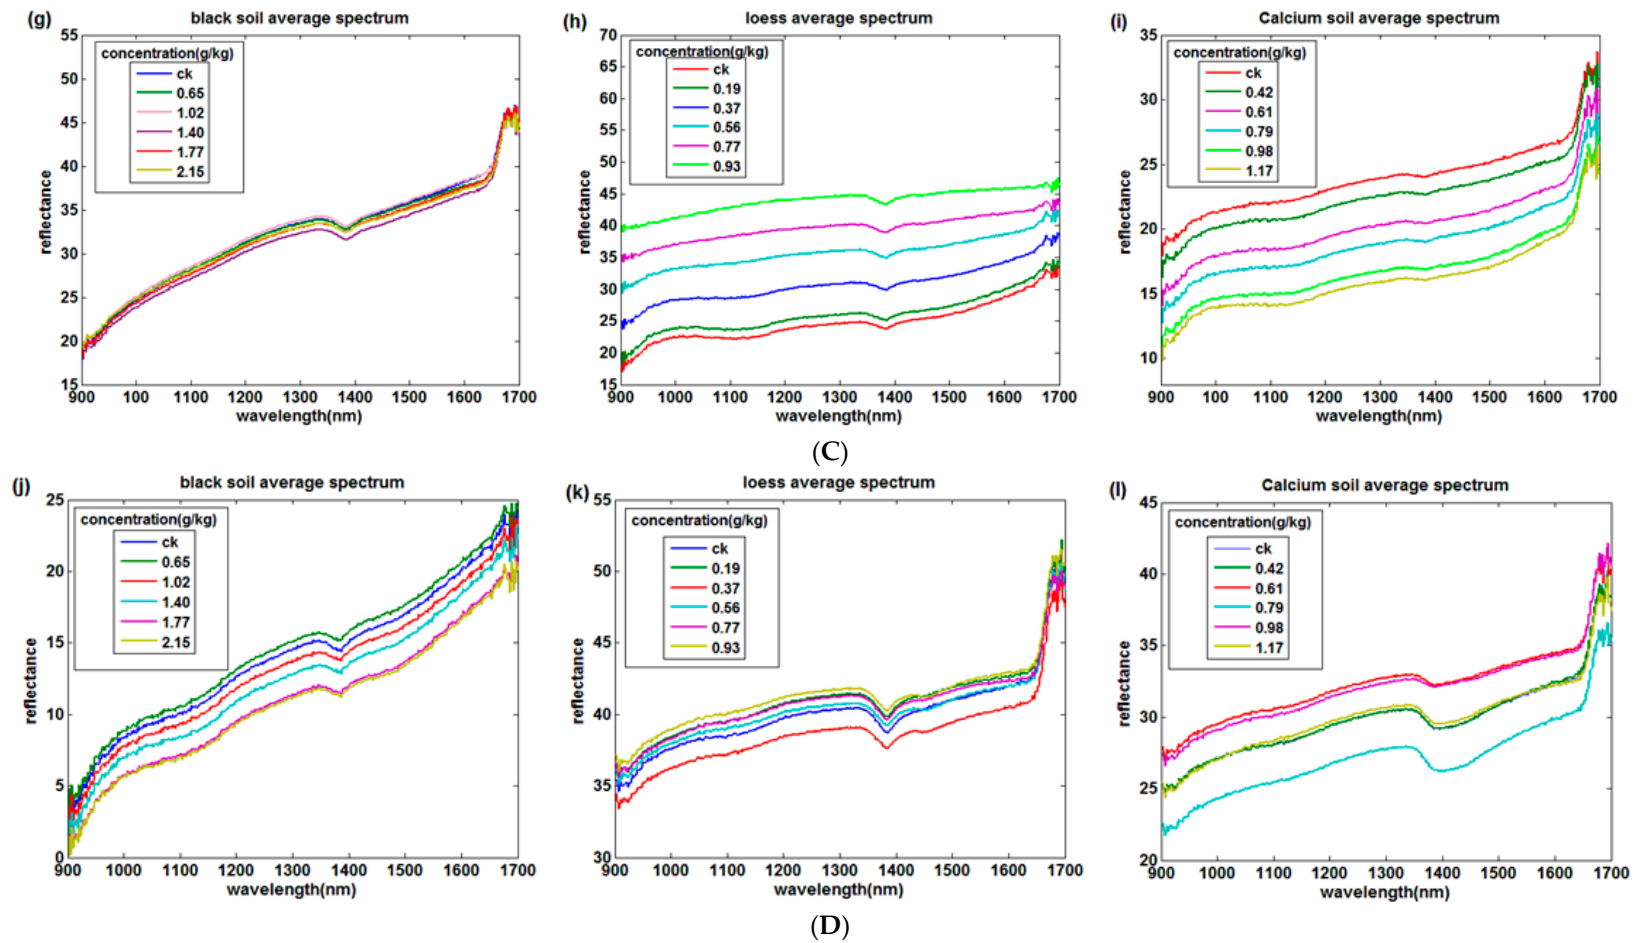 (g) black soil average spectrum
55
50
45
40
35
30
25
20
15
reflectance
concentration(g/kg)
ck
0.65
1.02
1.40
1.77
2.15
900 1000 1100 1200 1300 1400 1500 1600 1700
wavelength(nm)
(h) loess average spectrum
70
65
60
55
50
45
40
35
30
25
20
15
reflectance
concentration(g/kg)
ck
0.19
0.37
0.56
0.77
0.93
900 1000 1100 1200 1300 1400 1500 1600 1700
wavelength(nm)
(i) Calcium soil average spectrum
35
30
25
20
15
10
reflectance
concentration(g/kg)
ck
0.42
0.61
0.79
0.98
1.17
900 100 1100 1200 1300 1400 1500 1600 1700
wavelength(nm)
(C)
(j) black soil average spectrum
25
20
15
10
5
0
reflectance
concentration(g/kg)
ck
0.65
1.02
1.40
1.77
2.15
900 1000 1100 1200 1300 1400 1500 1600 1700
wavelength(nm)
(k) loess average spectrum
55
50
45
40
35
30
reflectance
concentration(g/kg)
ck
0.19
0.37
0.56
0.77
0.93
900 1000 1100 1200 1300 1400 1500 1600 1700
wavelength(nm)
(l) Calcium soil average spectrum
45
40
35
30
25
20
reflectance
concentration(g/kg)
ck
0.42
0.61
0.79
0.98
1.17
900 1000 1100 1200 1300 1400 1500 1600 1700
wavelength(nm)
(D)